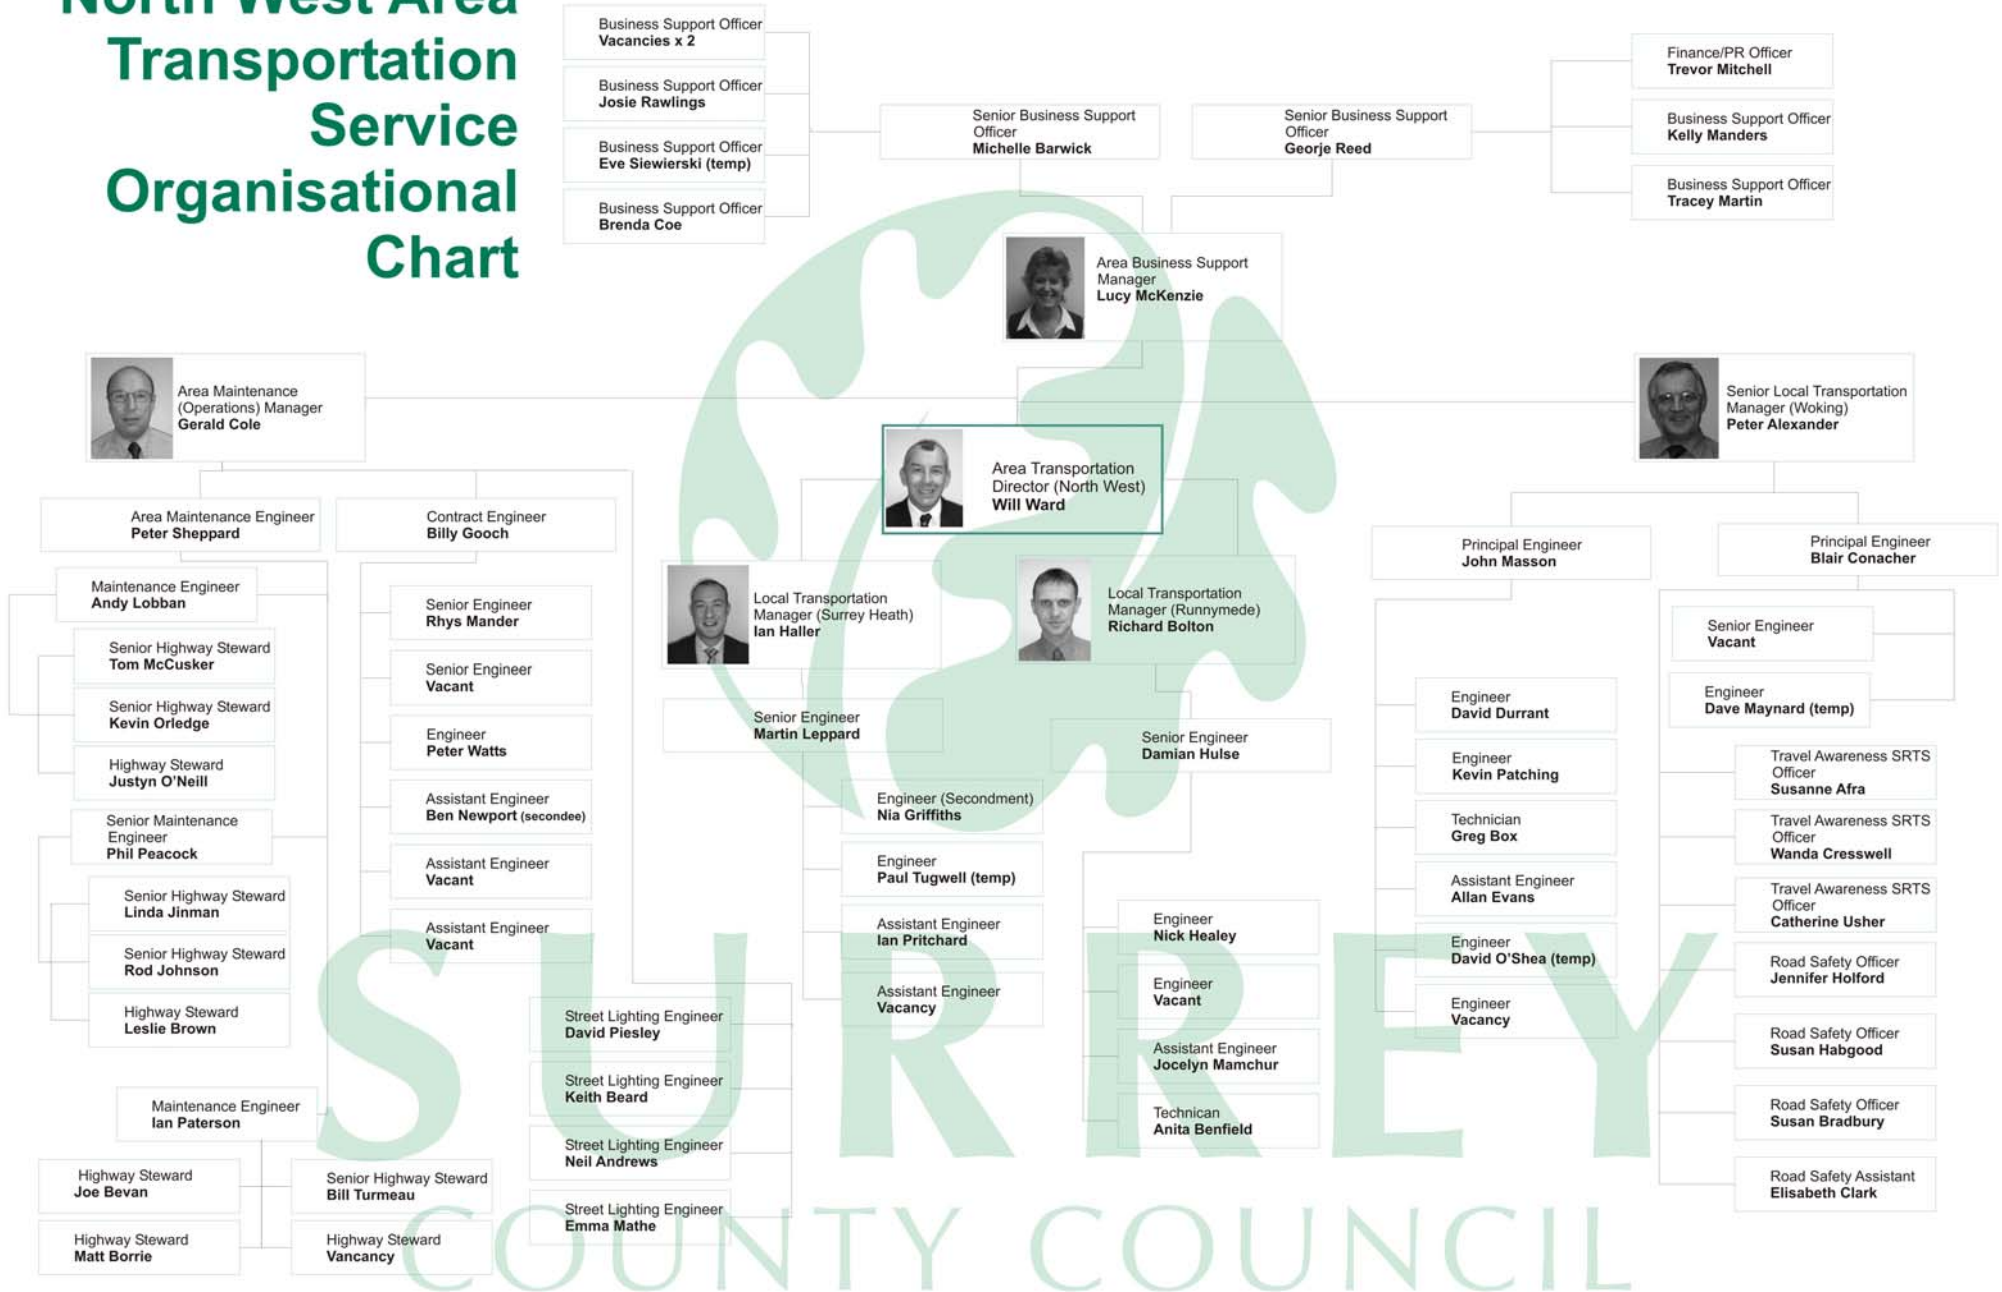 North West Area
Transportation
Service
Organisational
Chart
Business Support Officer
Vacancies x 2
Business Support Officer
Josie Rawlings
Business Support Officer
Eve Siewierski (temp)
Business Support Officer
Brenda Coe
Senior Business Support
Officer
Michelle Barwick
Senior Business Support
Officer
Georje Reed
Finance/PR Officer
Trevor Mitchell
Business Support Officer
Kelly Manders
Business Support Officer
Tracey Martin
Area Business Support
Manager
Lucy McKenzie
Area Maintenance
(Operations) Manager
Gerald Cole
Senior Local Transportation
Manager (Woking)
Peter Alexander
Area Transportation
Director (North West)
Will Ward
Area Maintenance Engineer
Peter Sheppard
Contract Engineer
Billy Gooch
Maintenance Engineer
Andy Lobban
Senior Highway Steward
Tom McCusker
Senior Highway Steward
Kevin Orledge
Highway Steward
Justyn O'Neill
Senior Maintenance
Engineer
Phil Peacock
Senior Highway Steward
Linda Jinman
Senior Highway Steward
Rod Johnson
Highway Steward
Leslie Brown
Maintenance Engineer
Ian Paterson
Highway Steward
Joe Bevan
Senior Highway Steward
Bill Turmeau
Highway Steward
Matt Borrie
Highway Steward
Vancancy
Senior Engineer
Rhys Mander
Senior Engineer
Vacant
Engineer
Peter Watts
Assistant Engineer
Ben Newport (secondee)
Assistant Engineer
Vacant
Assistant Engineer
Vacant
Street Lighting Engineer
David Piesley
Street Lighting Engineer
Keith Beard
Street Lighting Engineer
Neil Andrews
Street Lighting Engineer
Emma Mathe
Local Transportation
Manager (Surrey Heath)
Ian Haller
Senior Engineer
Martin Leppard
Engineer (Secondment)
Nia Griffiths
Engineer
Paul Tugwell (temp)
Assistant Engineer
Ian Pritchard
Assistant Engineer
Vacancy
Local Transportation
Manager (Runnymede)
Richard Bolton
Senior Engineer
Damian Hulse
Engineer
Nick Healey
Engineer
Vacant
Assistant Engineer
Jocelyn Mamchur
Technican
Anita Benfield
Principal Engineer
John Masson
Engineer
David Durrant
Engineer
Kevin Patching
Technician
Greg Box
Assistant Engineer
Allan Evans
Engineer
David O'Shea (temp)
Engineer
Vacancy
Principal Engineer
Blair Conacher
Senior Engineer
Vacant
Engineer
Dave Maynard (temp)
Travel Awareness SRTS
Officer
Susanne Afra
Travel Awareness SRTS
Officer
Wanda Cresswell
Travel Awareness SRTS
Officer
Catherine Usher
Road Safety Officer
Jennifer Holford
Road Safety Officer
Susan Habgood
Road Safety Officer
Susan Bradbury
Road Safety Assistant
Elisabeth Clark
SURREY
COUNTY COUNCIL